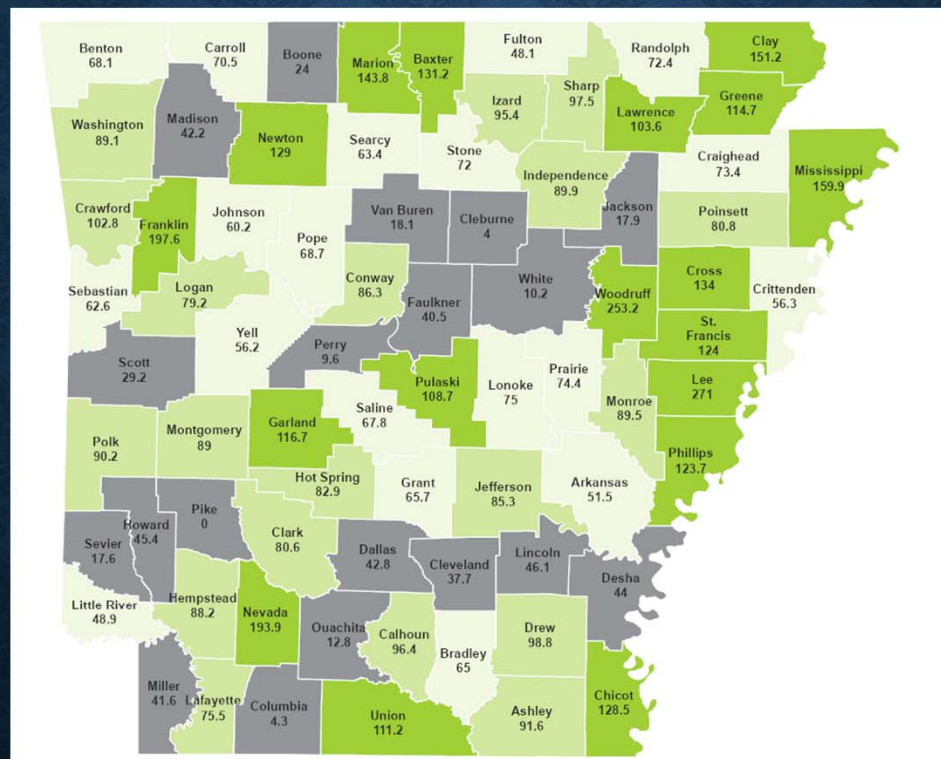 Benton
68.1
Carroll
70.5
Boone
24
Marion
143.8
Baxter
131.2
Fulton
48.1
Randolph
72.4
Clay
151.2
Washington
89.1
Madison
42.2
Newton
129
Searcy
63.4
Stone
72
Izard
95.4
Sharp
97.5
Lawrence
103.6
Greene
114.7
Independence
89.9
Craighead
73.4
Mississippi
159.9
Crawford
102.8
Franklin
197.6
Johnson
60.2
Pope
68.7
Van Buren
18.1
Cleburne
4
Jackson
17.9
Poinsett
80.8
Sebastian
62.6
Logan
79.2
Conway
86.3
Faulkner
40.5
White
10.2
Woodruff
253.2
Cross
134
Crittenden
56.3
Scott
29.2
Yell
56.2
Perry
9.6
Pulaski
108.7
Lonoke
75
Prairie
74.4
St.
Francis
124
Monroe
89.5
Lee
271
Polk
90.2
Montgomery
89
Garland
116.7
Saline
67.8
Phillips
123.7
Hot Spring
82.9
Grant
65.7
Jefferson
85.3
Arkansas
51.5
Sevier
17.6
Howard
45.4
Pike
0
Clark
80.6
Dallas
42.8
Cleveland
37.7
Lincoln
46.1
Desha
44
Little River
48.9
Hempstead
88.2
Nevada
193.9
Ouachita
12.8
Calhoun
96.4
Bradley
65
Drew
98.8
Miller
41.6
Lafayette
75.5
Columbia
4.3
Union
111.2
Ashley
91.6
Chicot
128.5